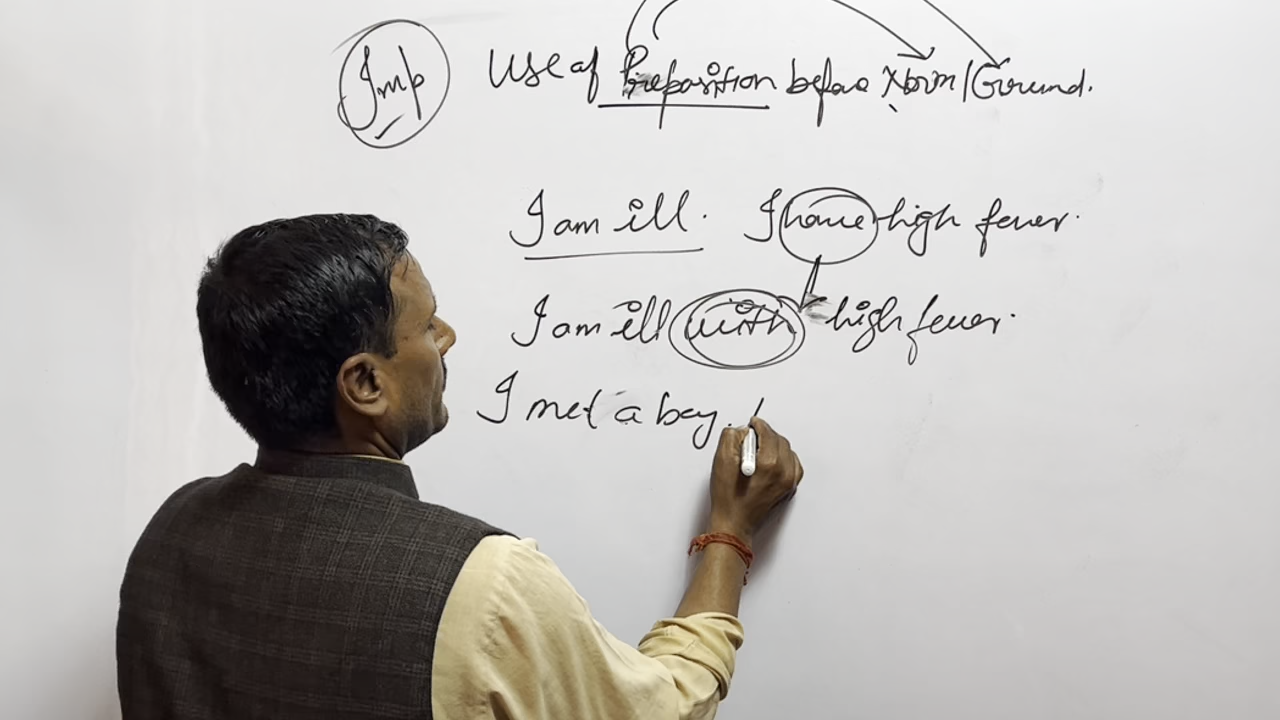 Imp Use of Preposition before Noun/Gerund.
I am ill. I have high fever.
I am ill with high fever.
I met a boy.